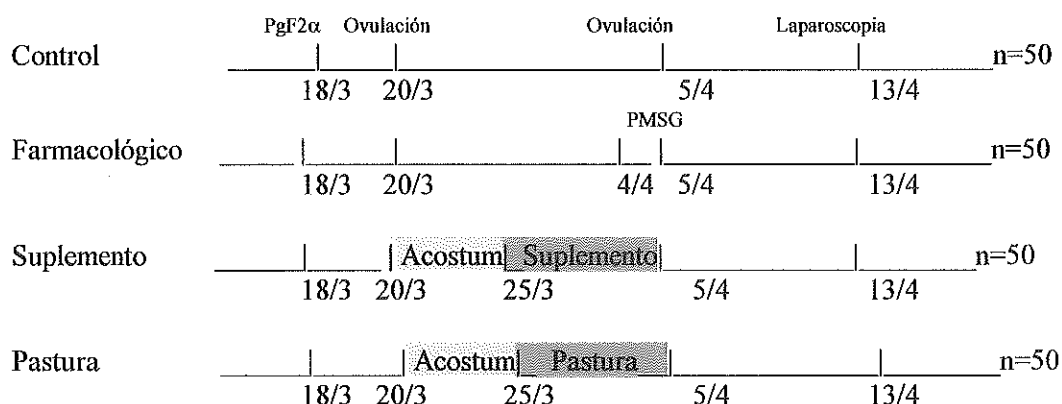 PgF2α Ovulación Ovulación Laparoscopia
Control n=50
18/3 20/3 5/4 13/4
PMSG
Farmacológico n=50
18/3 20/3 4/4 5/4 13/4
Suplemento Acostum Suplemento n=50
18/3 20/3 25/3 5/4 13/4
Pastura Acostum Pastura n=50
18/3 20/3 25/3 5/4 13/4